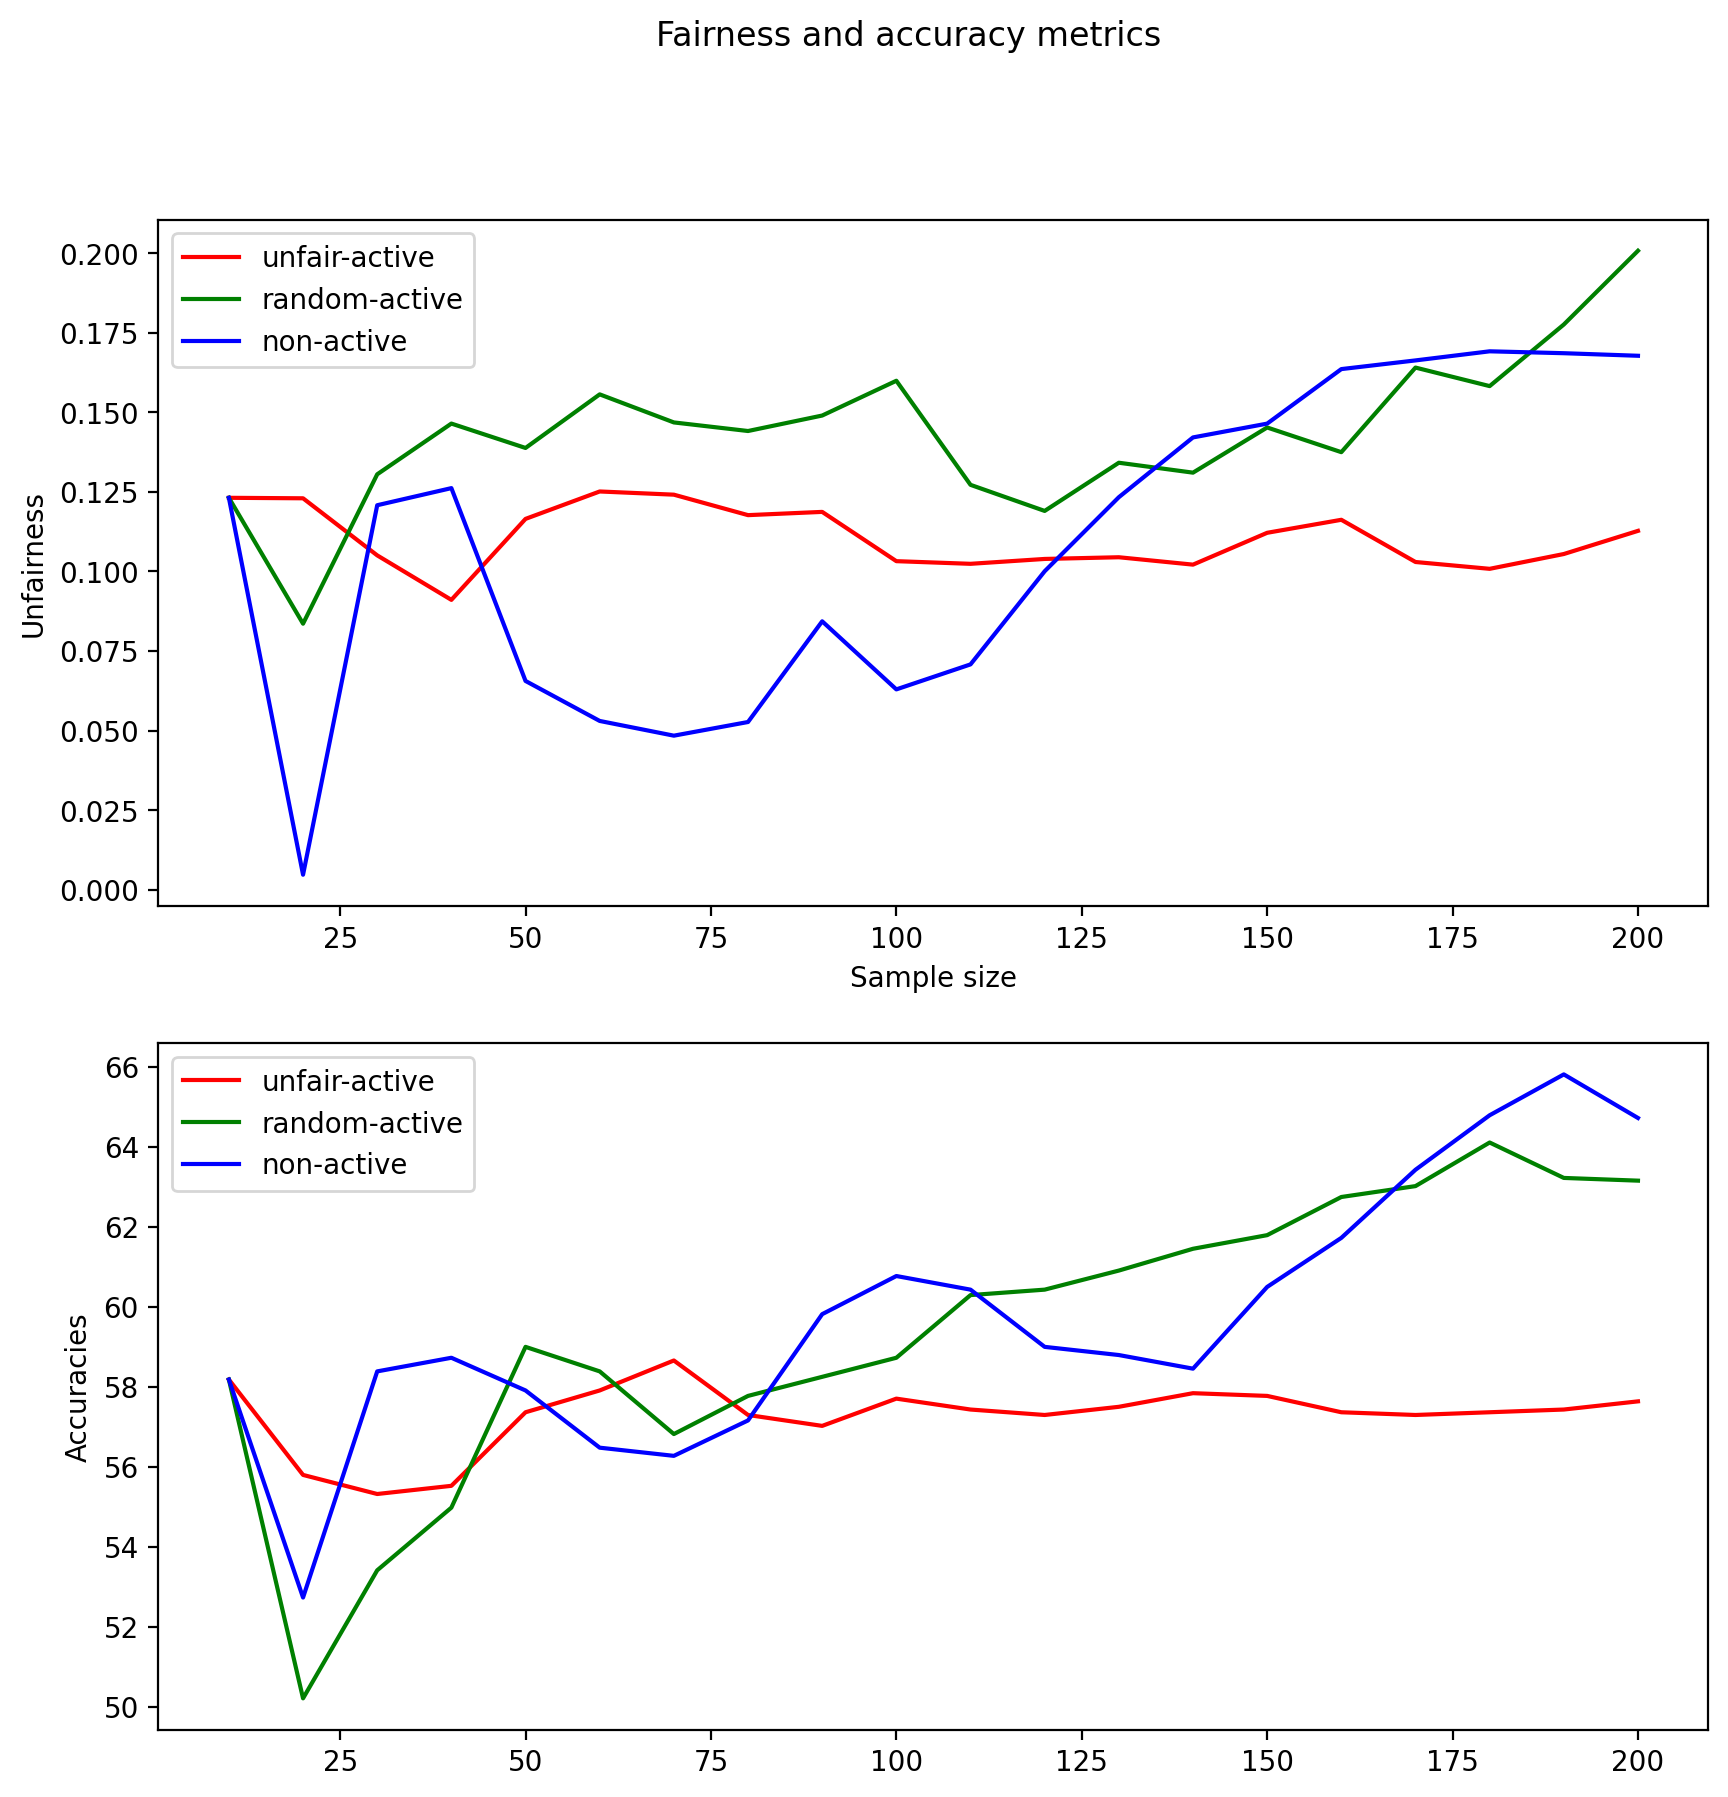 Fairness and accuracy metrics
unfair-active
random-active
non-active
Unfairness
0.200
0.175
0.150
0.125
0.100
0.075
0.050
0.025
0.000
25 50 75 100 125 150 175 200
Sample size
unfair-active
random-active
non-active
Accuracies
66
64
62
60
58
56
54
52
50
25 50 75 100 125 150 175 200